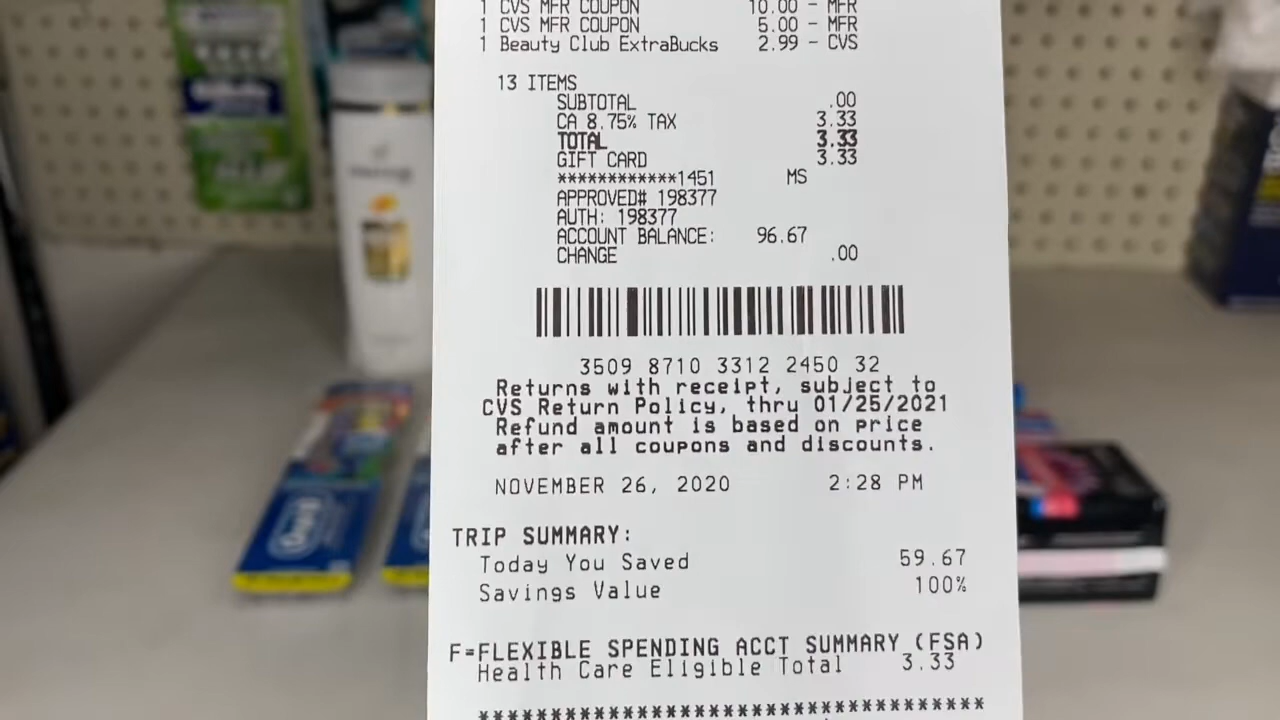 1 CVS MFR COUPON 10.00 - MFR
1 CVS MFR COUPON 5.00 - MFR
1 Beauty Club ExtraBucks 2.99 - CVS
13 ITEMS
SUBTOTAL .00
CA 8.75% TAX 3.33
TOTAL 3.33
GIFT CARD 3.33
************1451 MS
APPROVED# 198377
AUTH: 198377
ACCOUNT BALANCE: 96.67
CHANGE .00
3509 8710 3312 2450 32
Returns with receipt, subject to
CVS Return Policy, thru 01/25/2021
Refund amount is based on price
after all coupons and discounts.
NOVEMBER 26, 2020 2:28 PM
TRIP SUMMARY:
Today You Saved 59.67
Savings Value 100%
F=FLEXIBLE SPENDING ACCT SUMMARY (FSA)
Health Care Eligible Total 3.33
**********************************
Gillette
Oral-B